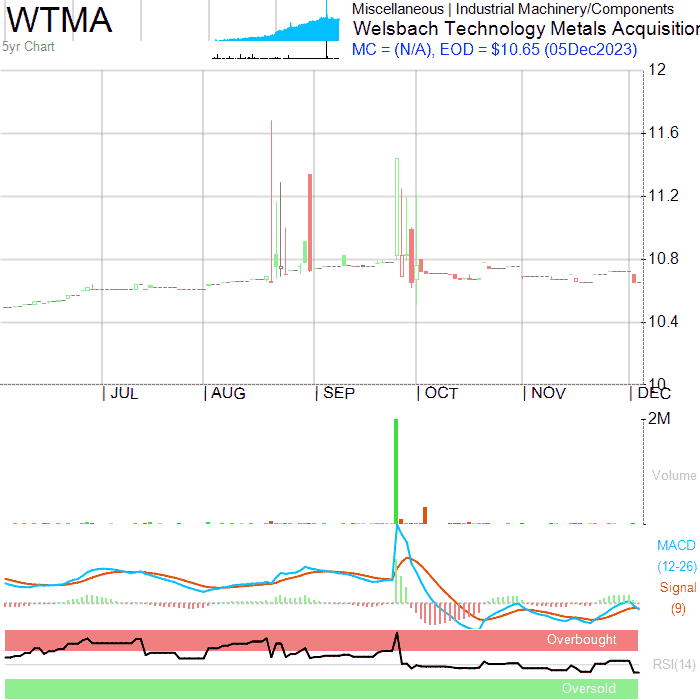 WTMA
5yr Chart
Miscellaneous | Industrial Machinery/Components
Welsbach Technology Metals Acquisition
MC = (N/A), EOD = $10.65 (05Dec2023)
12
11.6
11.2
10.8
10.4
10
JUL
AUG
SEP
OCT
NOV
DEC
2M
Volume
MACD
(12-26)
Signal
(9)
Overbought
RSI(14)
Oversold